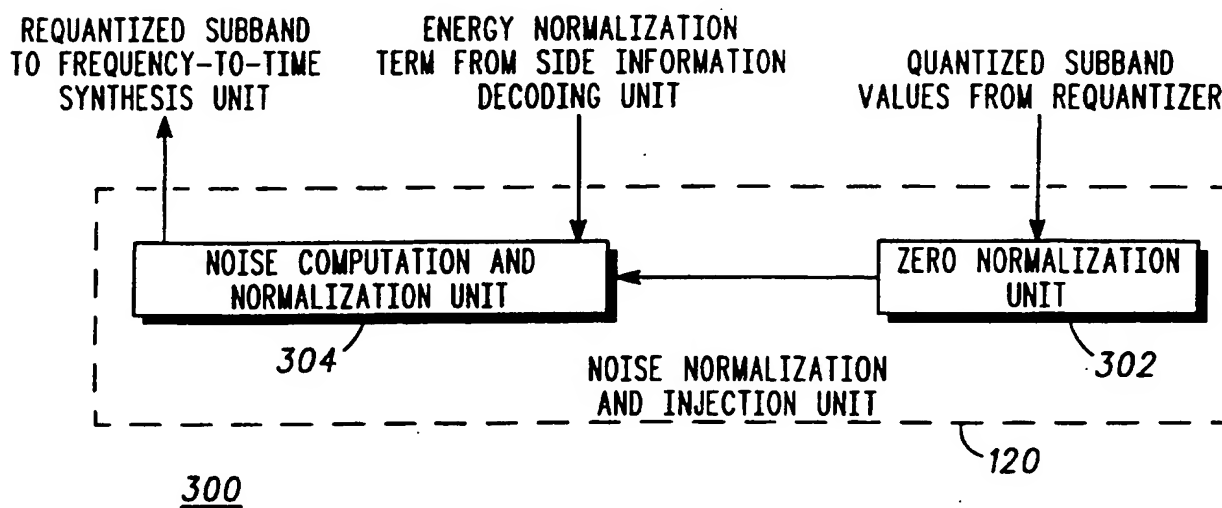 REQUANTIZED SUBBAND
TO FREQUENCY-TO-TIME
SYNTHESIS UNIT
ENERGY NORMALIZATION
TERM FROM SIDE INFORMATION
DECODING UNIT
QUANTIZED SUBBAND
VALUES FROM REQUANTIZER
NOISE COMPUTATION AND
NORMALIZATION UNIT
304
ZERO NORMALIZATION
UNIT
302
NOISE NORMALIZATION
AND INJECTION UNIT
120
300